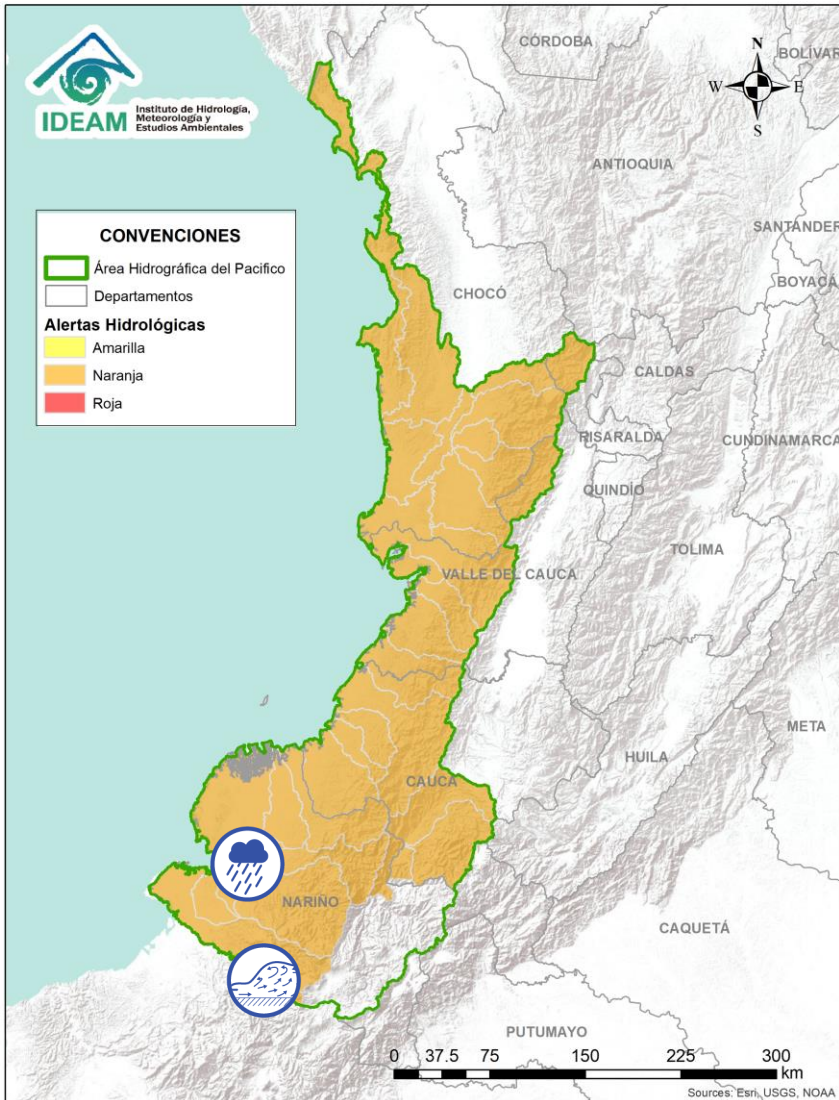 IDEAM
Instituto de Hidrología,
Meteorología y
Estudios Ambientales
N
W E
S
CÓRDOBA
BOLÍVAR
ANTIOQUIA
SANTANDER
BOYACÁ
CONVENCIONES
Área Hidrográfica del Pacifico
Departamentos
Alertas Hidrológicas
Amarilla
Naranja
Roja
CHOCÓ
CALDAS
RISARALDA
CUNDINAMARCA
QUINDÍO
TOLIMA
VALLE DEL CAUCA
META
HUILA
CAUCA
NARIÑO
CAQUETÁ
PUTUMAYO
0 37.5 75 150 225 300
km
Sources: Esri, USGS, NOAA